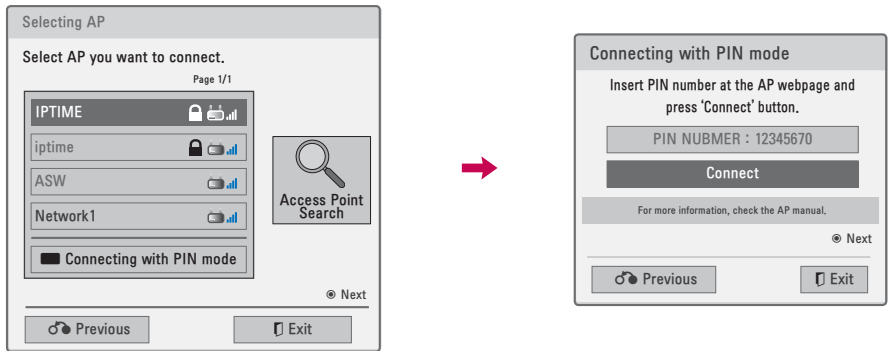 Selecting AP
Select AP you want to connect.
Page 1/1
IPTIME
iptime
ASW
Network1
Connecting with PIN mode
Access Point
Search
Next
Previous
Exit
Connecting with PIN mode
Insert PIN number at the AP webpage and
press 'Connect' button.
PIN NUBMER : 12345670
Connect
For more information, check the AP manual.
Next
Previous
Exit